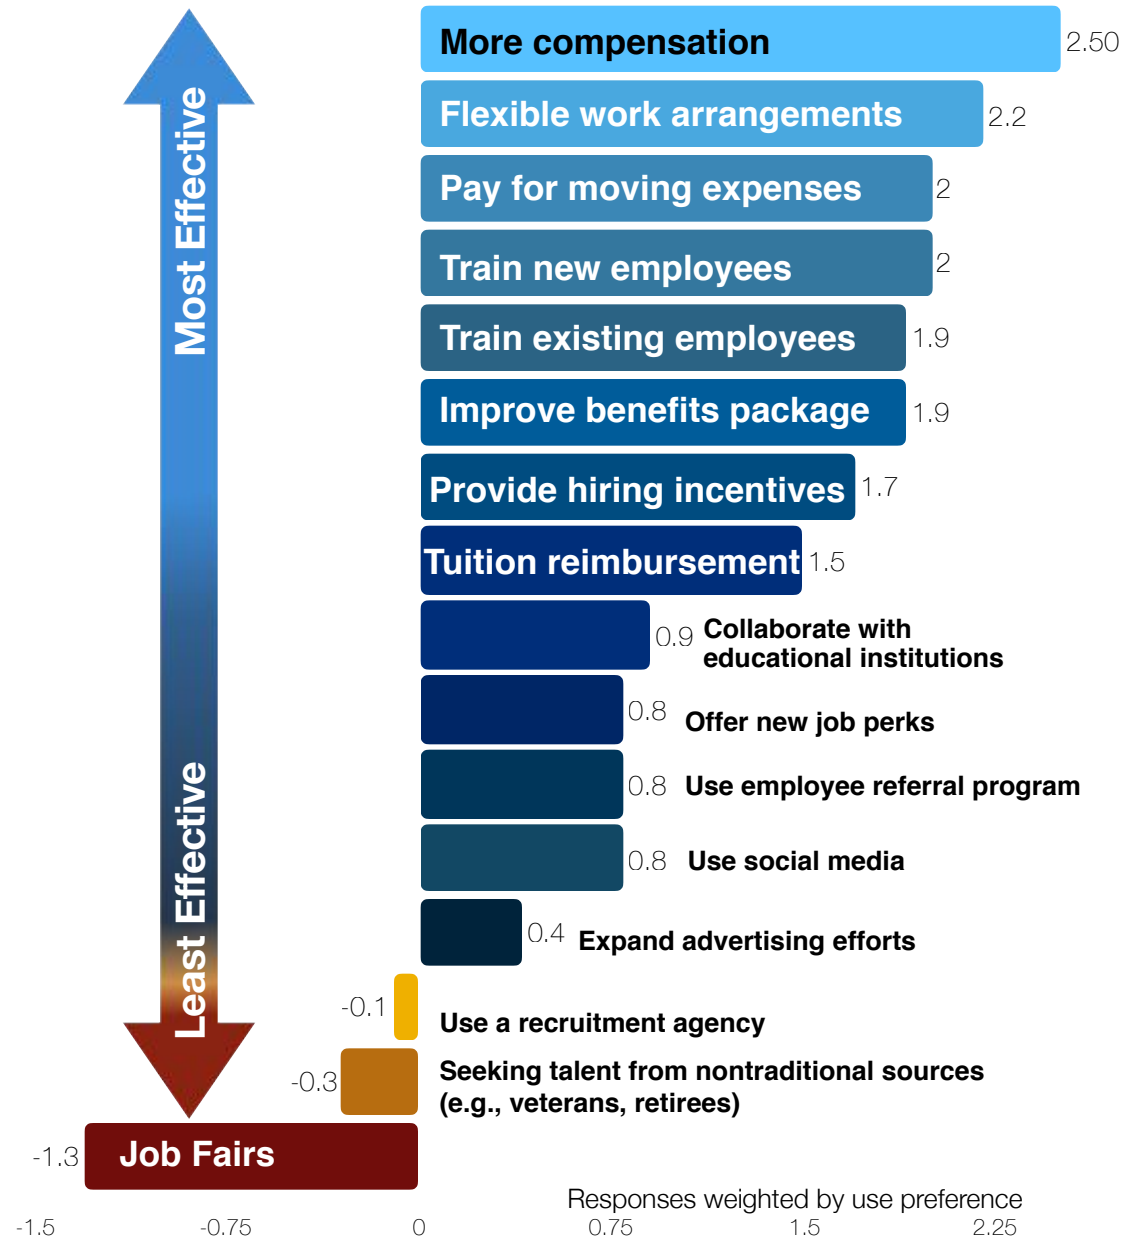 More compensation 2.50
Flexible work arrangements 2.2
Pay for moving expenses 2
Train new employees 2
Train existing employees 1.9
Improve benefits package 1.9
Provide hiring incentives 1.7
Tuition reimbursement 1.5
0.9 Collaborate with
educational institutions
0.8 Offer new job perks
0.8 Use employee referral program
0.8 Use social media
0.4 Expand advertising efforts
-0.1 Use a recruitment agency
-0.3 Seeking talent from nontraditional sources
(e.g., veterans, retirees)
-1.3 Job Fairs
Most Effective
Least Effective
Responses weighted by use preference
-1.5 -0.75 0 0.75 1.5 2.25